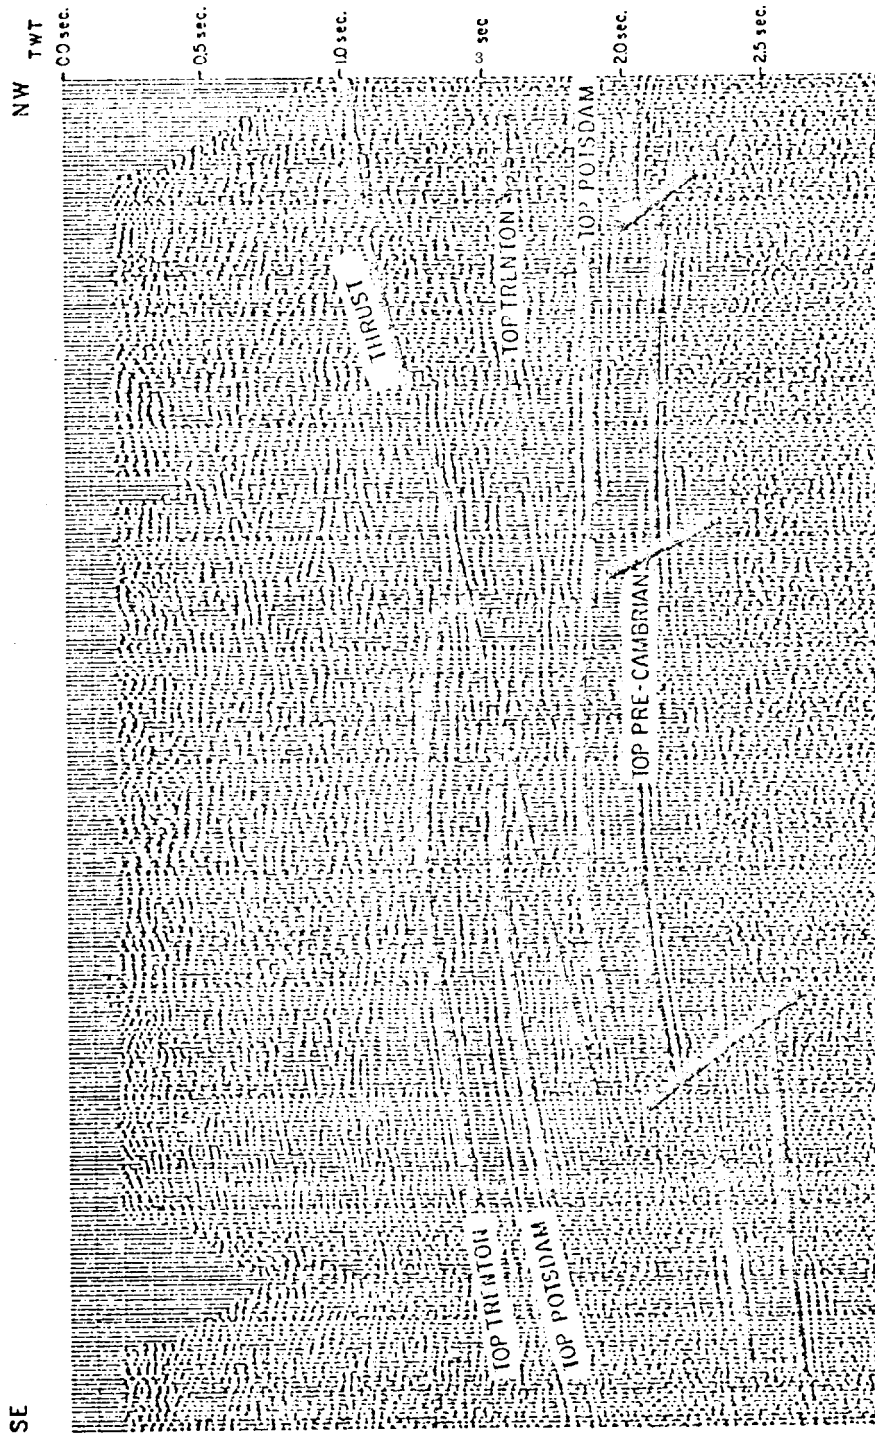 SE
NW
TWT
0.0 sec.
0.5 sec.
1.0 sec.
sec
2.0 sec.
2.5 sec.
THRUST
TOP TRENTON
TOP POTSDAM
TOP PRE-CAMBRIAN
TOP TRENTON
TOP POTSDAM